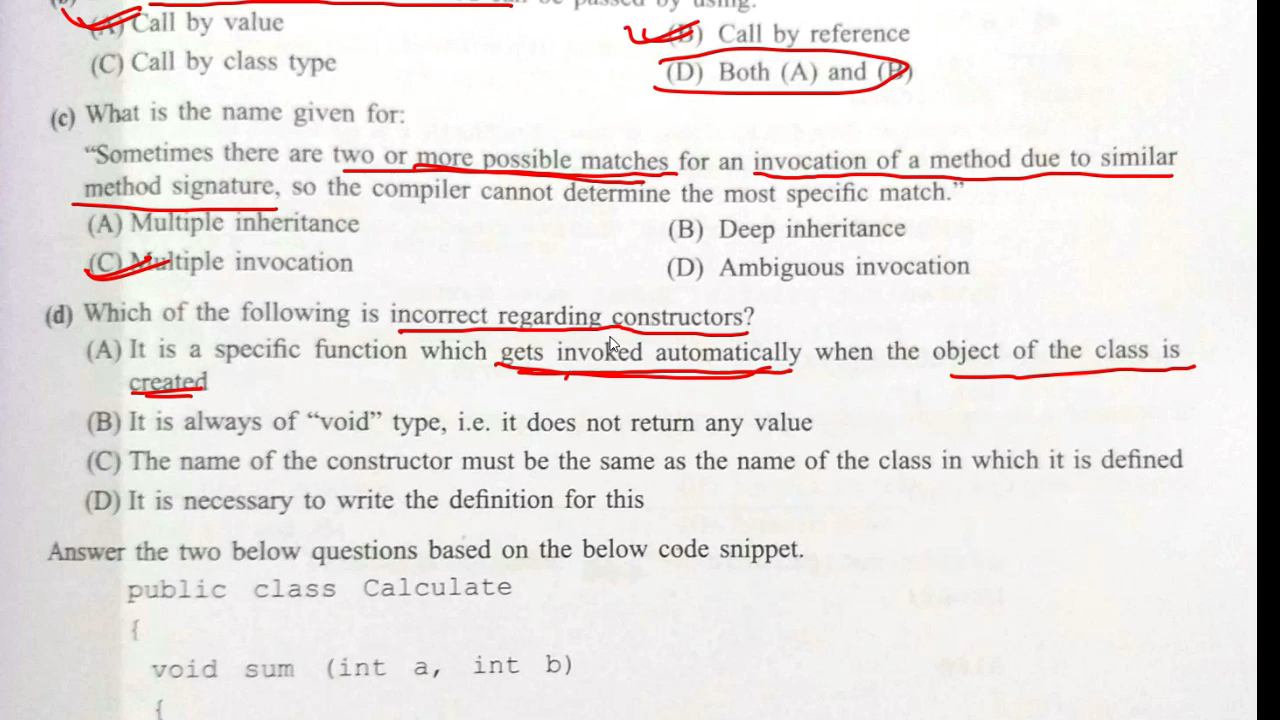 be passed by using:
(A) Call by value
(B) Call by reference
(C) Call by class type
(D) Both (A) and (B)
(c) What is the name given for:
“Sometimes there are two or more possible matches for an invocation of a method due to similar
method signature, so the compiler cannot determine the most specific match.”
(A) Multiple inheritance
(B) Deep inheritance
(C) Multiple invocation
(D) Ambiguous invocation
(d) Which of the following is incorrect regarding constructors?
(A) It is a specific function which gets invoked automatically when the object of the class is
created
(B) It is always of “void” type, i.e. it does not return any value
(C) The name of the constructor must be the same as the name of the class in which it is defined
(D) It is necessary to write the definition for this
Answer the two below questions based on the below code snippet.
public class Calculate
{
void sum (int a, int b)
{